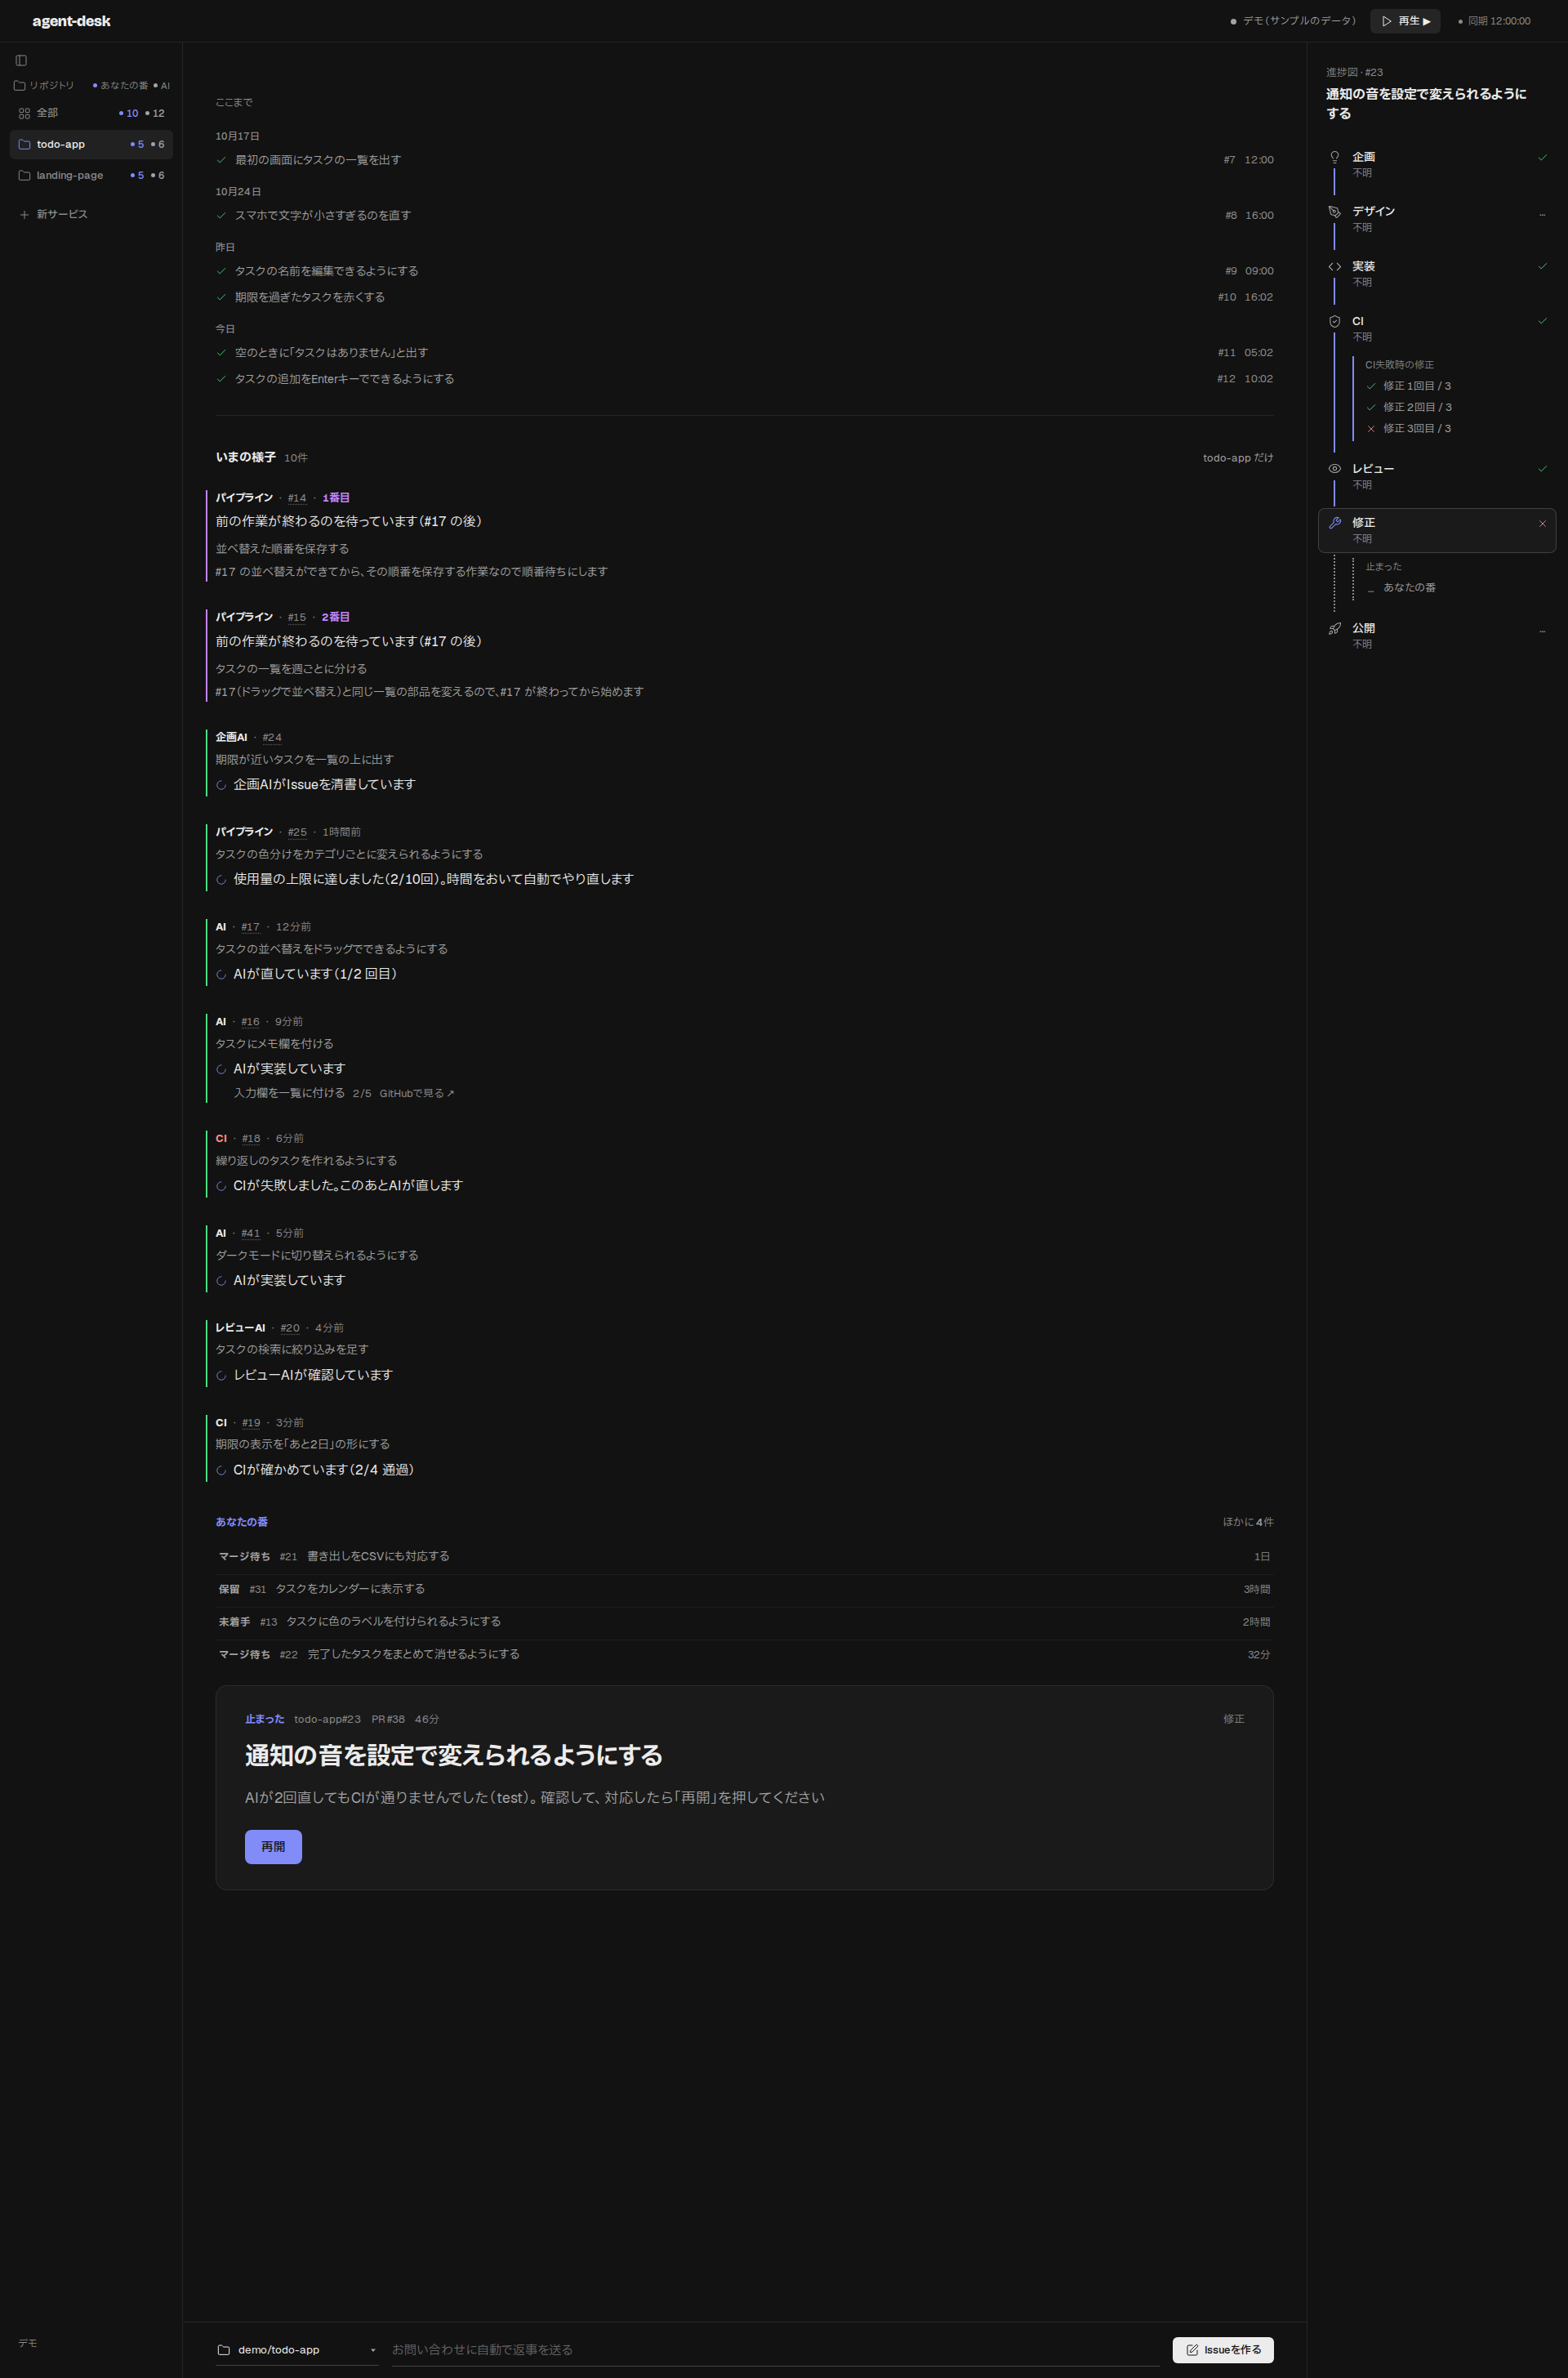 agent-desk
デモ（サンプルのデータ）
再生 ▶
同期 12:00:00
リポジトリ
あなたの番 AI
全部 10 12
todo-app 5 6
landing-page 5 6
新サービス
デモ
ここまで
10月17日
最初の画面にタスクの一覧を出す #7 12:00
10月24日
スマホで文字が小さすぎるのを直す #8 16:00
昨日
タスクの名前を編集できるようにする #9 09:00
期限を過ぎたタスクを赤くする #10 16:02
今日
空のときに「タスクはありません」と出す #11 05:02
タスクの追加をEnterキーでできるようにする #12 10:02
いまの様子 10件 todo-app だけ
パイプライン · #14 · 1番目
前の作業が終わるのを待っています（#17 の後）
並べ替えた順番を保存する
#17 の並べ替えができてから、その順番を保存する作業なので順番待ちにします
パイプライン · #15 · 2番目
前の作業が終わるのを待っています（#17 の後）
タスクの一覧を週ごとに分ける
#17（ドラッグで並べ替え）と同じ一覧の部品を変えるので、#17 が終わってから始めます
企画AI · #24
期限が近いタスクを一覧の上に出す
企画AIがIssueを清書しています
パイプライン · #25 · 1時間前
タスクの色分けをカテゴリごとに変えられるようにする
使用量の上限に達しました（2/10回）。時間をおいて自動でやり直します
AI · #17 · 12分前
タスクの並べ替えをドラッグでできるようにする
AIが直しています（1/2 回目）
AI · #16 · 9分前
タスクにメモ欄を付ける
AIが実装しています
入力欄を一覧に付ける 2/5 GitHubで見る ↗
CI · #18 · 6分前
繰り返しのタスクを作れるようにする
CIが失敗しました。このあとAIが直します
AI · #41 · 5分前
ダークモードに切り替えられるようにする
AIが実装しています
レビューAI · #20 · 4分前
タスクの検索に絞り込みを足す
レビューAIが確認しています
CI · #19 · 3分前
期限の表示を「あと2日」の形にする
CIが確かめています（2/4 通過）
あなたの番 ほかに4件
マージ待ち #21 書き出しをCSVにも対応する 1日
保留 #31 タスクをカレンダーに表示する 3時間
未着手 #13 タスクに色のラベルを付けられるようにする 2時間
マージ待ち #22 完了したタスクをまとめて消せるようにする 32分
止まった todo-app#23 PR#38 46分 修正
通知の音を設定で変えられるようにする
AIが2回直してもCIが通りませんでした（test）。確認して、対応したら「再開」を押してください
再開
demo/todo-app
お問い合わせに自動で返事を送る
Issueを作る
進捗図 · #23
通知の音を設定で変えられるように
する
企画
不明
デザイン
不明
実装
不明
CI
不明
CI失敗時の修正
修正 1回目 / 3
修正 2回目 / 3
修正 3回目 / 3
レビュー
不明
修正
不明
止まった
あなたの番
公開
不明